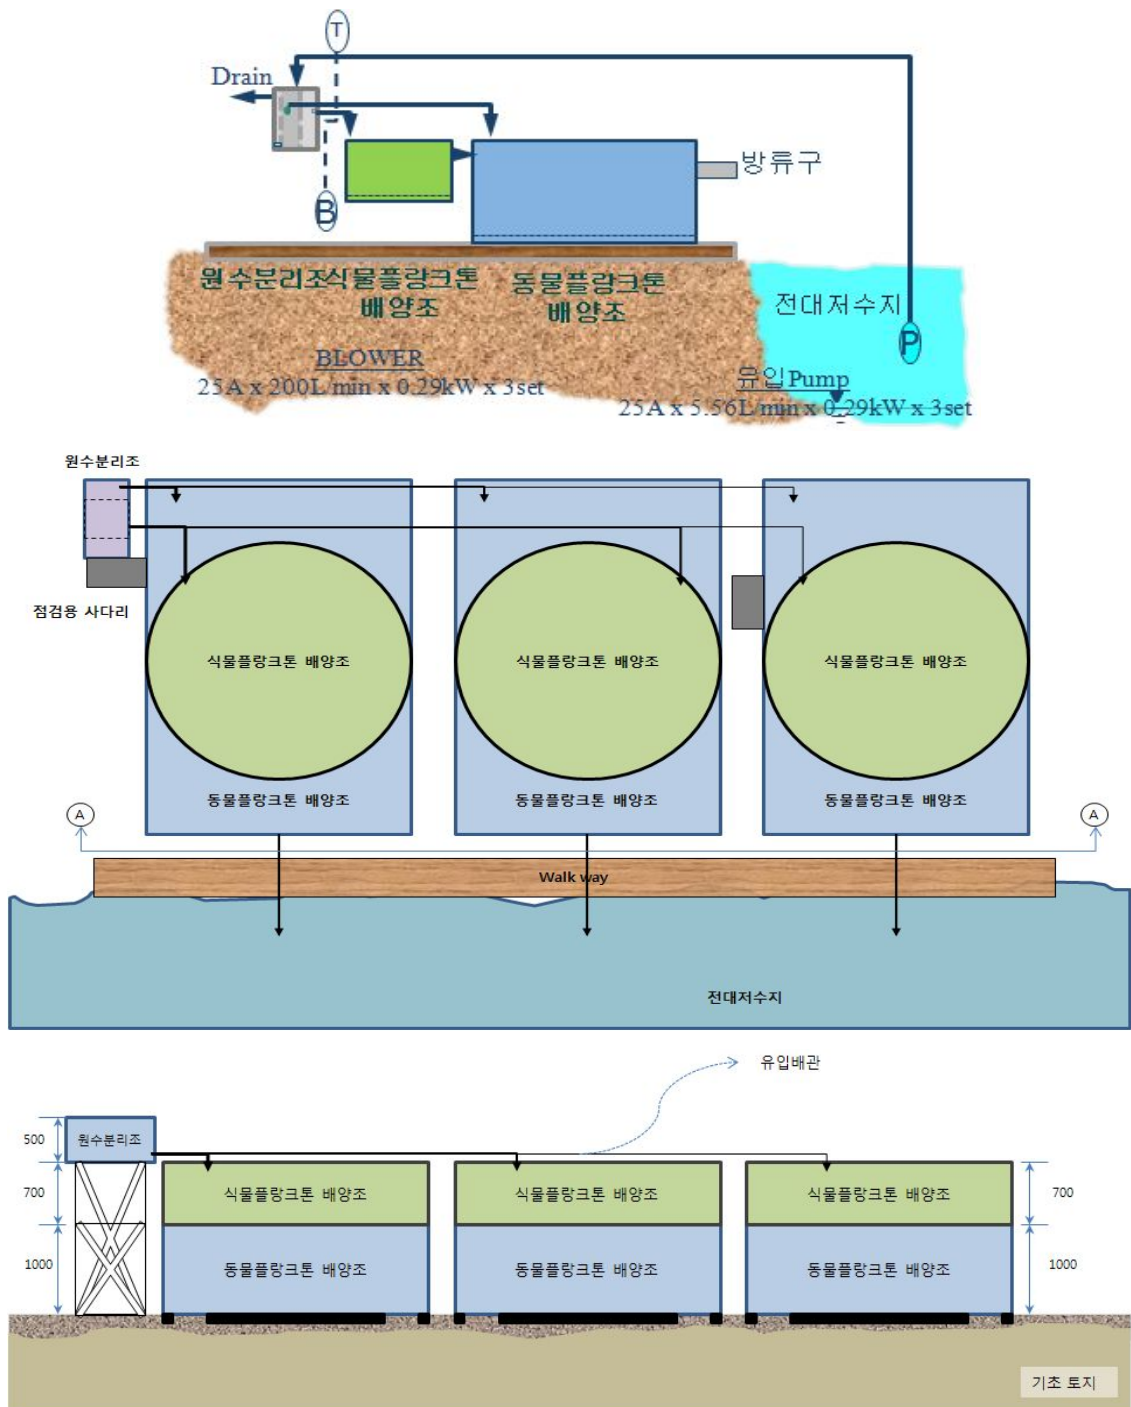 T
Drain
방류구
B
원수분리조식물플랑크톤
배양조
동물플랑크톤
배양조
전대저수지
P
BLOWER
25A x 200L/min x 0.29kW x 3set
유입Pump
25A x 5.56L/min x 0.29kW x 3set
원수분리조
점검용 사다리
식물플랑크톤 배양조
식물플랑크톤 배양조
식물플랑크톤 배양조
동물플랑크톤 배양조
동물플랑크톤 배양조
동물플랑크톤 배양조
A
A
Walk way
전대저수지
유입배관
500
원수분리조
700
식물플랑크톤 배양조
식물플랑크톤 배양조
식물플랑크톤 배양조
700
1000
동물플랑크톤 배양조
동물플랑크톤 배양조
동물플랑크톤 배양조
1000
기초 토지